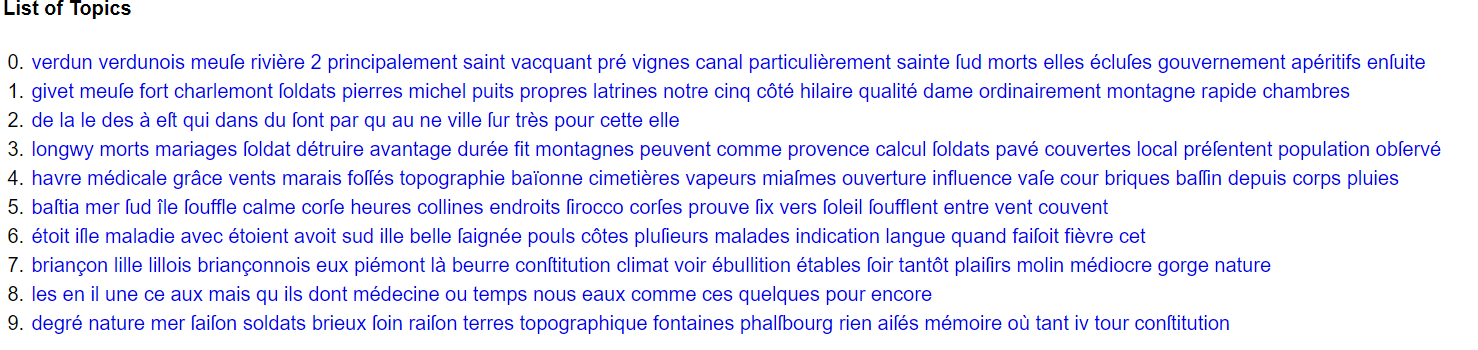 List of Topics
0. verdun verdunois meuſe rivière 2 principalement saint vacquant pré vignes canal particulièrement sainte ſud morts elles écluſes gouvernement apéritifs enſuite
1. givet meuſe fort charlemont ſoldats pierres michel puits propres latrines notre cinq côté hilaire qualité dame ordinairement montagne rapide chambres
2. de la le des à eſt qui dans du ſont par qu au ne ville ſur très pour cette elle
3. longwy morts mariages ſoldat détruire avantage durée fit montagnes peuvent comme provence calcul ſoldats pavé couvertes local préſentent population obſervé
4. havre médicale grâce vents marais foſſés topographie baïonne cimetières vapeurs miaſmes ouverture influence vaſe cour briques baſſin depuis corps pluies
5. baſtia mer ſud île ſouffle calme corſe heures collines endroits ſirocco corſes prouve ſix vers ſoleil ſoufflent entre vent couvent
6. étoit iſle maladie avec étoient avoit sud ille belle ſaignée pouls côtes pluſieurs malades indication langue quand faiſoit fièvre cet
7. briançon lille lillois briançonnois eux piémont là beurre conſtitution climat voir ébullition étables ſoir tantôt plaiſirs molin médiocre gorge nature
8. les en il une ce aux mais qu ils dont médecine ou temps nous eaux comme ces quelques pour encore
9. degré nature mer ſaiſon soldats brieux ſoin raiſon terres topographique fontaines phalſbourg rien aiſés mémoire où tant iv tour conſtitution